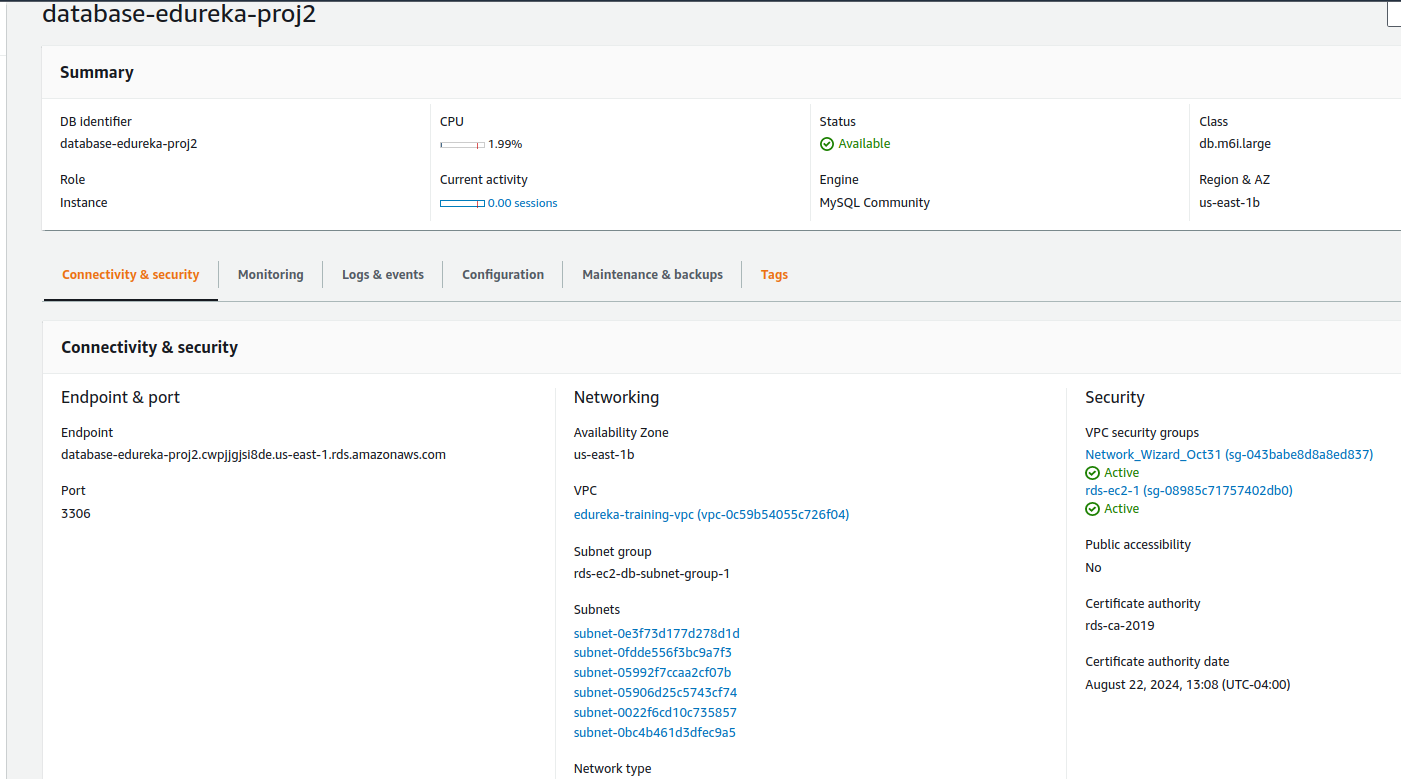 database-edureka-proj2
Summary
DB identifier
database-edureka-proj2
CPU
1.99%
Status
Available
Class
db.m6i.large
Role
Instance
Current activity
0.00 sessions
Engine
MySQL Community
Region & AZ
us-east-1b
Connectivity & security
Monitoring
Logs & events
Configuration
Maintenance & backups
Tags
Connectivity & security
Endpoint & port
Endpoint
database-edureka-proj2.cwpjjgjsi8de.us-east-1.rds.amazonaws.com
Port
3306
Networking
Availability Zone
us-east-1b
VPC
edureka-training-vpc (vpc-0c59b54055c726f04)
Subnet group
rds-ec2-db-subnet-group-1
Subnets
subnet-0e3f73d177d278d1d
subnet-0fdde556f3bc9a7f3
subnet-05992f7ccaa2cf07b
subnet-05906d25c5743cf74
subnet-0022f6cd10c735857
subnet-0bc4b461d3dfec9a5
Network type
Security
VPC security groups
Network_Wizard_Oct31 (sg-043babe8d8a8ed837)
Active
rds-ec2-1 (sg-08985c71757402db0)
Active
Public accessibility
No
Certificate authority
rds-ca-2019
Certificate authority date
August 22, 2024, 13:08 (UTC-04:00)